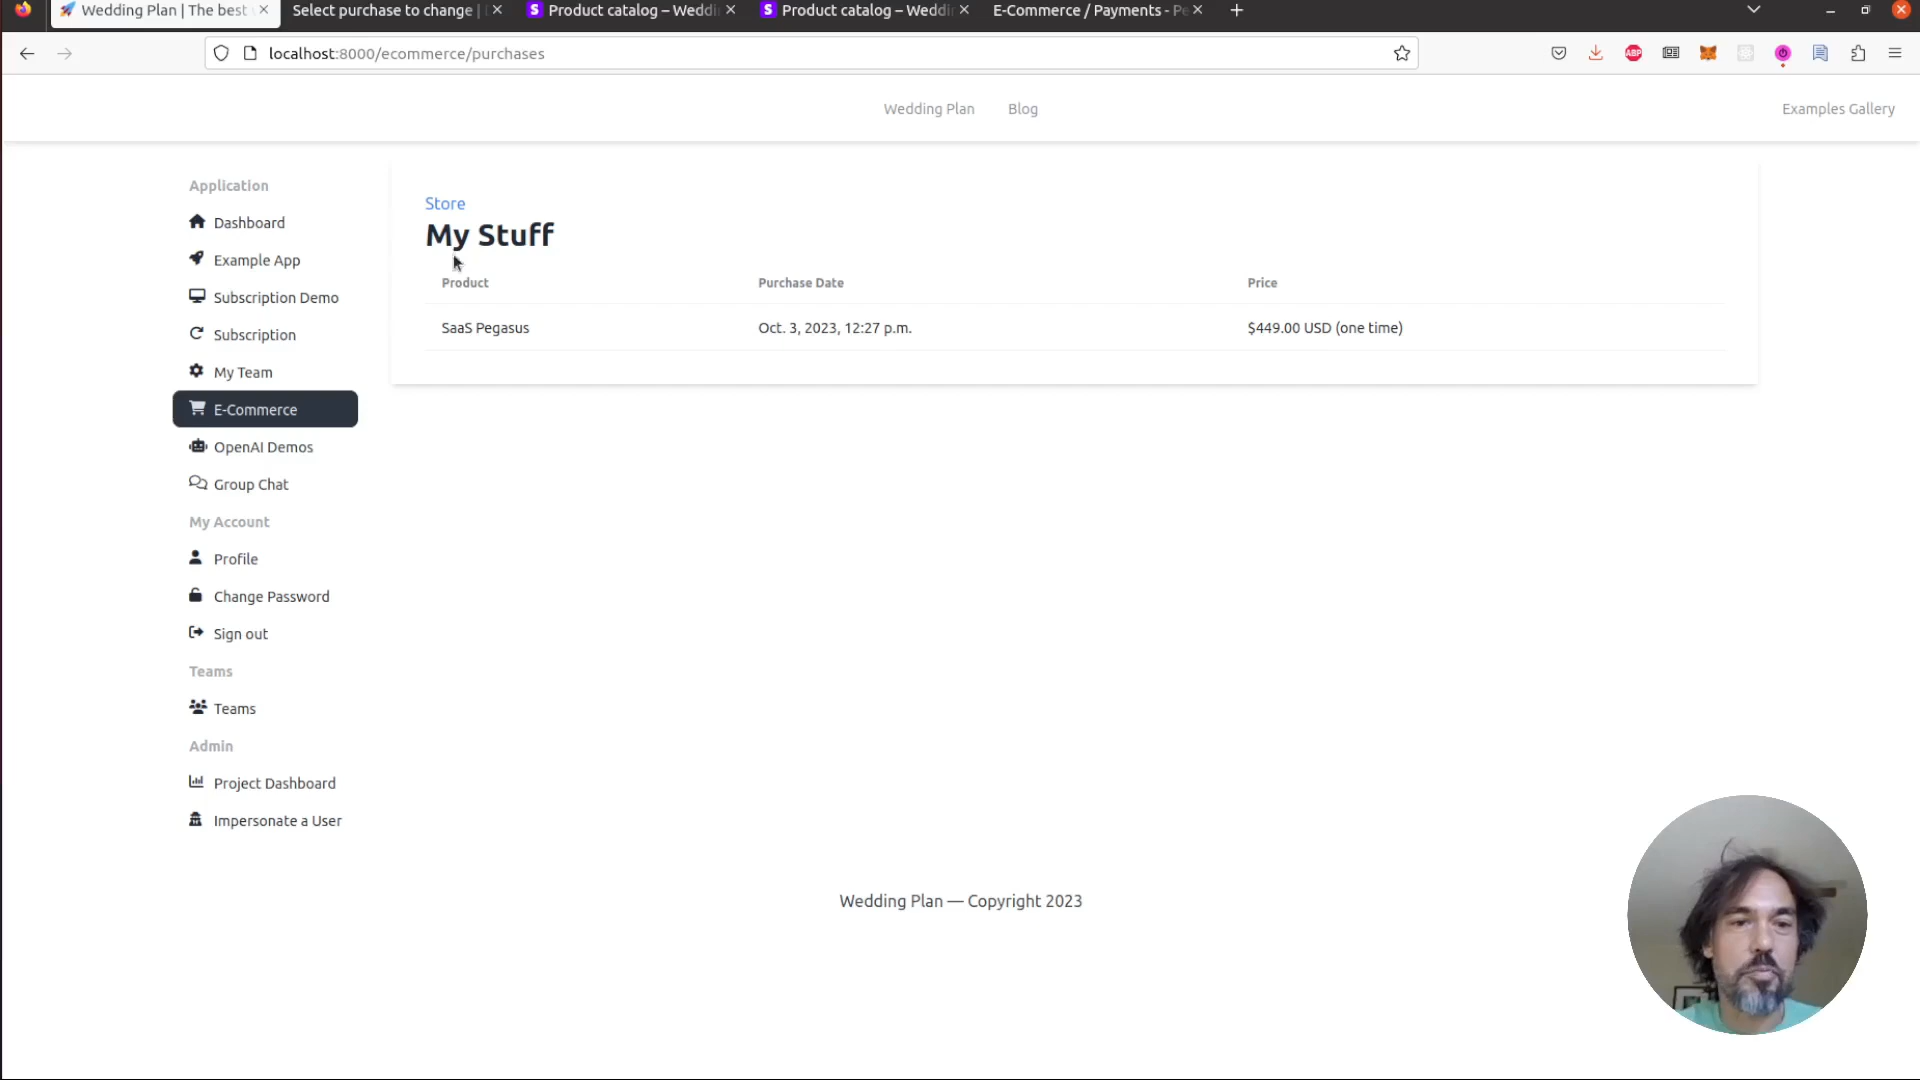 Wedding Plan | The best
Select purchase to change |
Product catalog – Weddi
Product catalog – Weddi
E-Commerce / Payments - Pe
localhost:8000/ecommerce/purchases
Wedding Plan
Blog
Examples Gallery
Application
Dashboard
Example App
Subscription Demo
Subscription
My Team
E-Commerce
OpenAI Demos
Group Chat
My Account
Profile
Change Password
Sign out
Teams
Teams
Admin
Project Dashboard
Impersonate a User
Store
My Stuff
Product Purchase Date Price
SaaS Pegasus Oct. 3, 2023, 12:27 p.m. $449.00 USD (one time)
Wedding Plan — Copyright 2023